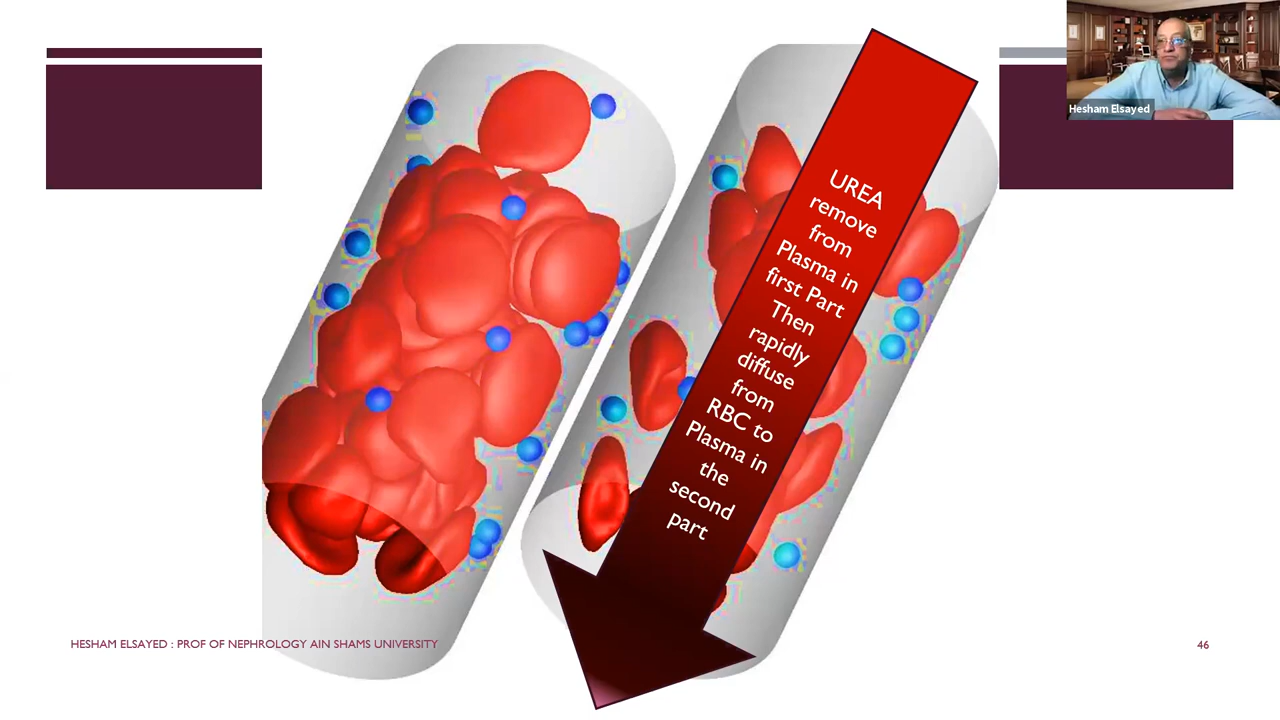 Hesham Elsayed
UREA
remove
from
Plasma in
first Part
Then
rapidly
diffuse
from
RBC to
Plasma in
the
second
part
HESHAM ELSAYED : PROF OF NEPHROLOGY AIN SHAMS UNIVERSITY
46